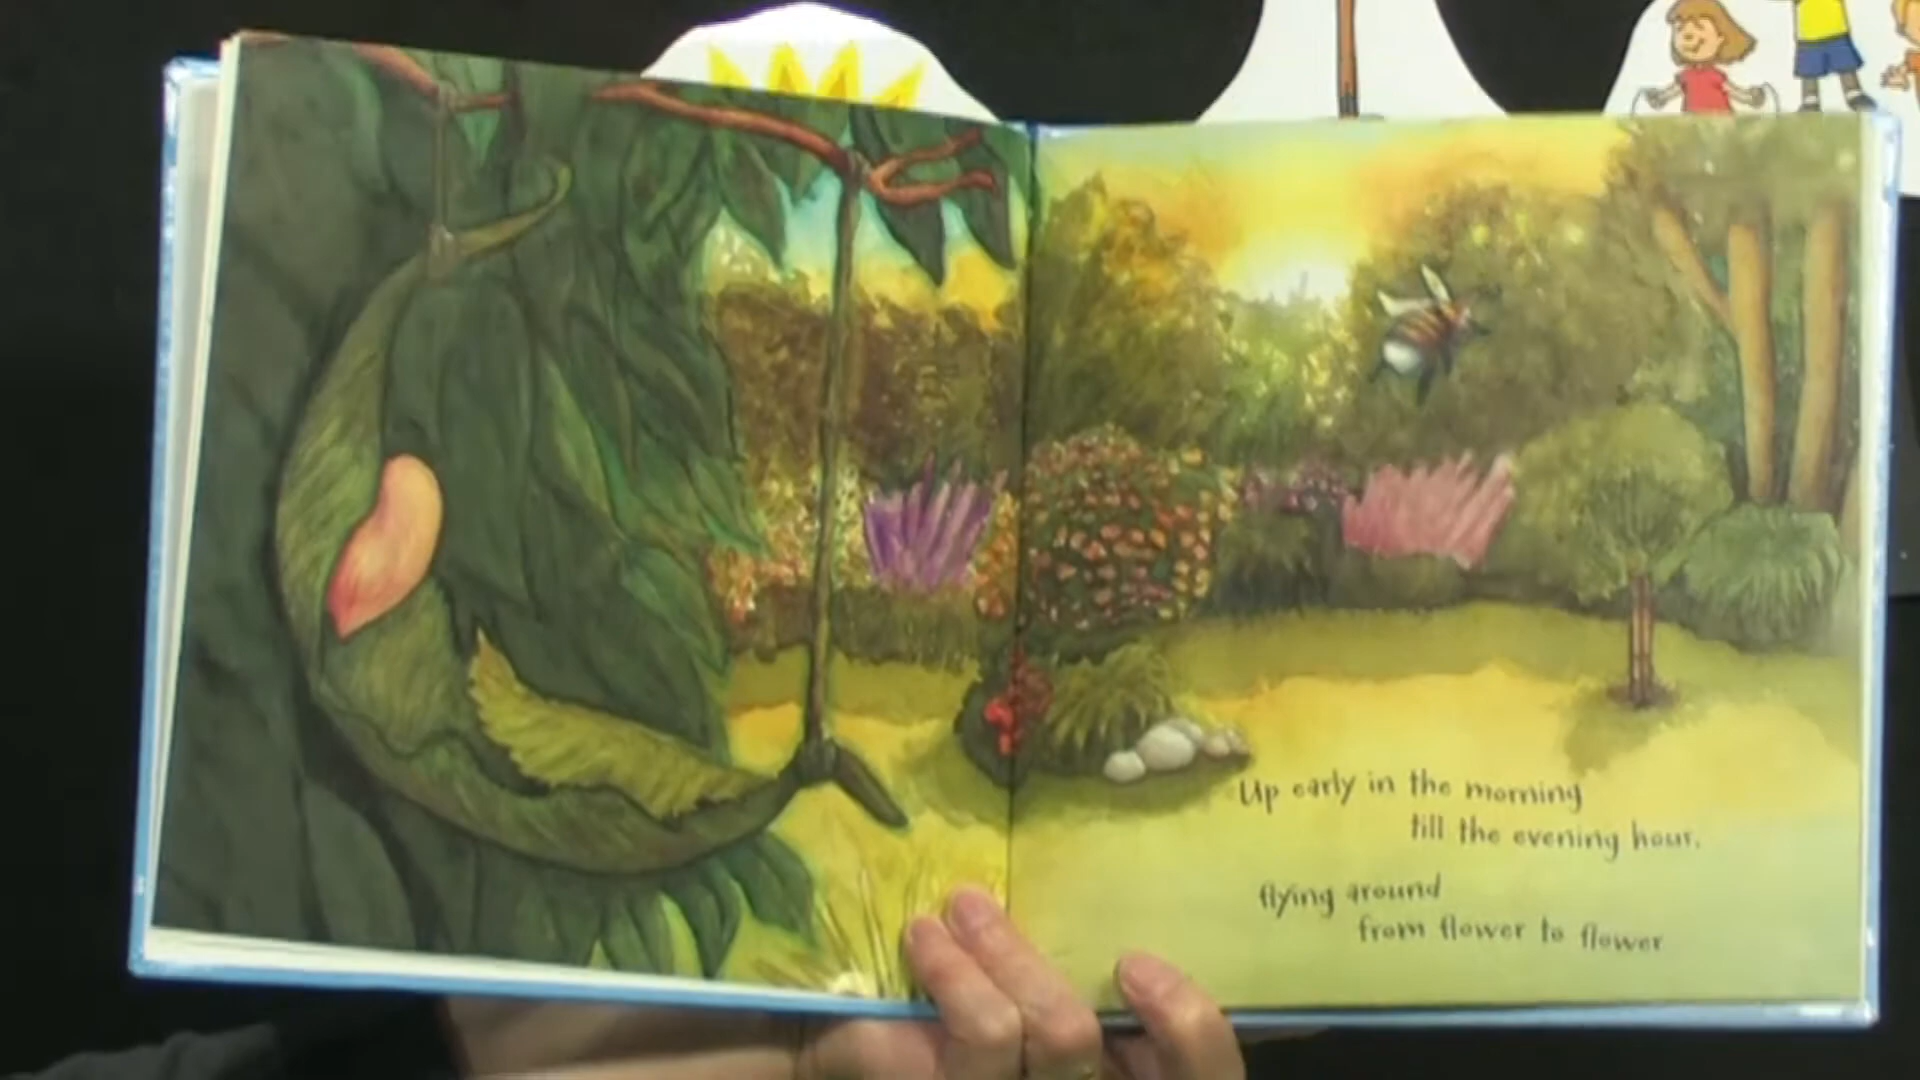 Up early in the morning
till the evening hour,
flying around
from flower to flower